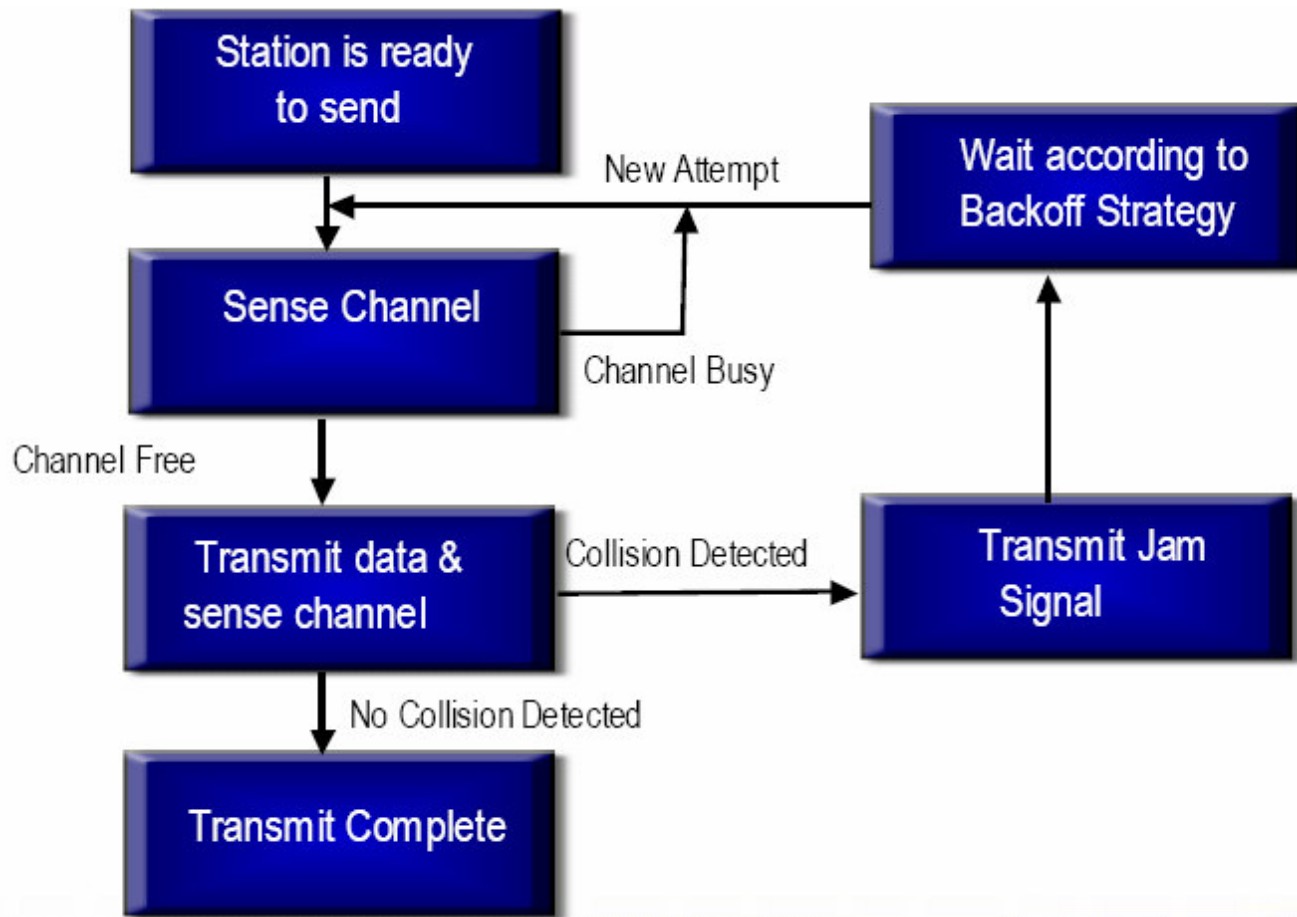 Station is ready
to send
New Attempt
Wait according to
Backoff Strategy
Sense Channel
Channel Busy
Channel Free
Transmit data &
sense channel
Collision Detected
Transmit Jam
Signal
No Collision Detected
Transmit Complete